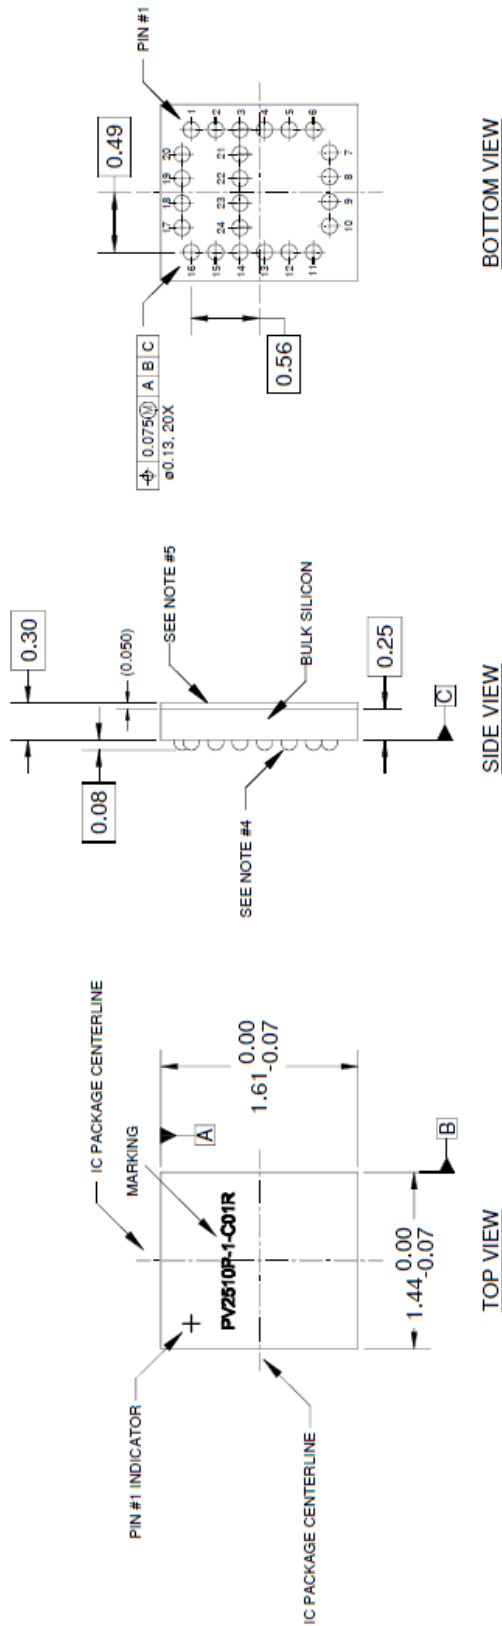 IC PACKAGE CENTERLINE
MARKING
PIN #1 INDICATOR
PV2510P-1-C01R
IC PACKAGE CENTERLINE
A
B
0.00
1.61-0.07
0.00
1.44-0.07
TOP VIEW
0.08
0.30
(0.050)
SEE NOTE #5
SEE NOTE #4
BULK SILICON
0.25
C
SIDE VIEW
⌖ 0.075Ⓜ A B C
ø0.13, 20X
0.49
PIN #1
0.56
17 18 19 20
16 1
15 2
14 24 23 22 21 3
13 4
12 5
11 6
10 9 8 7
BOTTOM VIEW